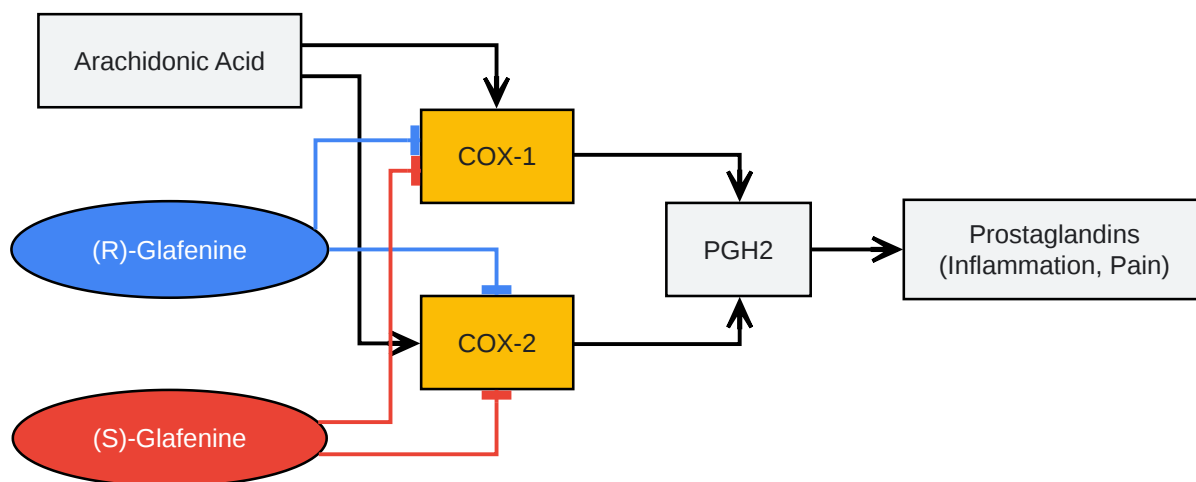 Arachidonic Acid
COX-1
(R)-Glafenine
PGH2
Prostaglandins
(Inflammation, Pain)
COX-2
(S)-Glafenine